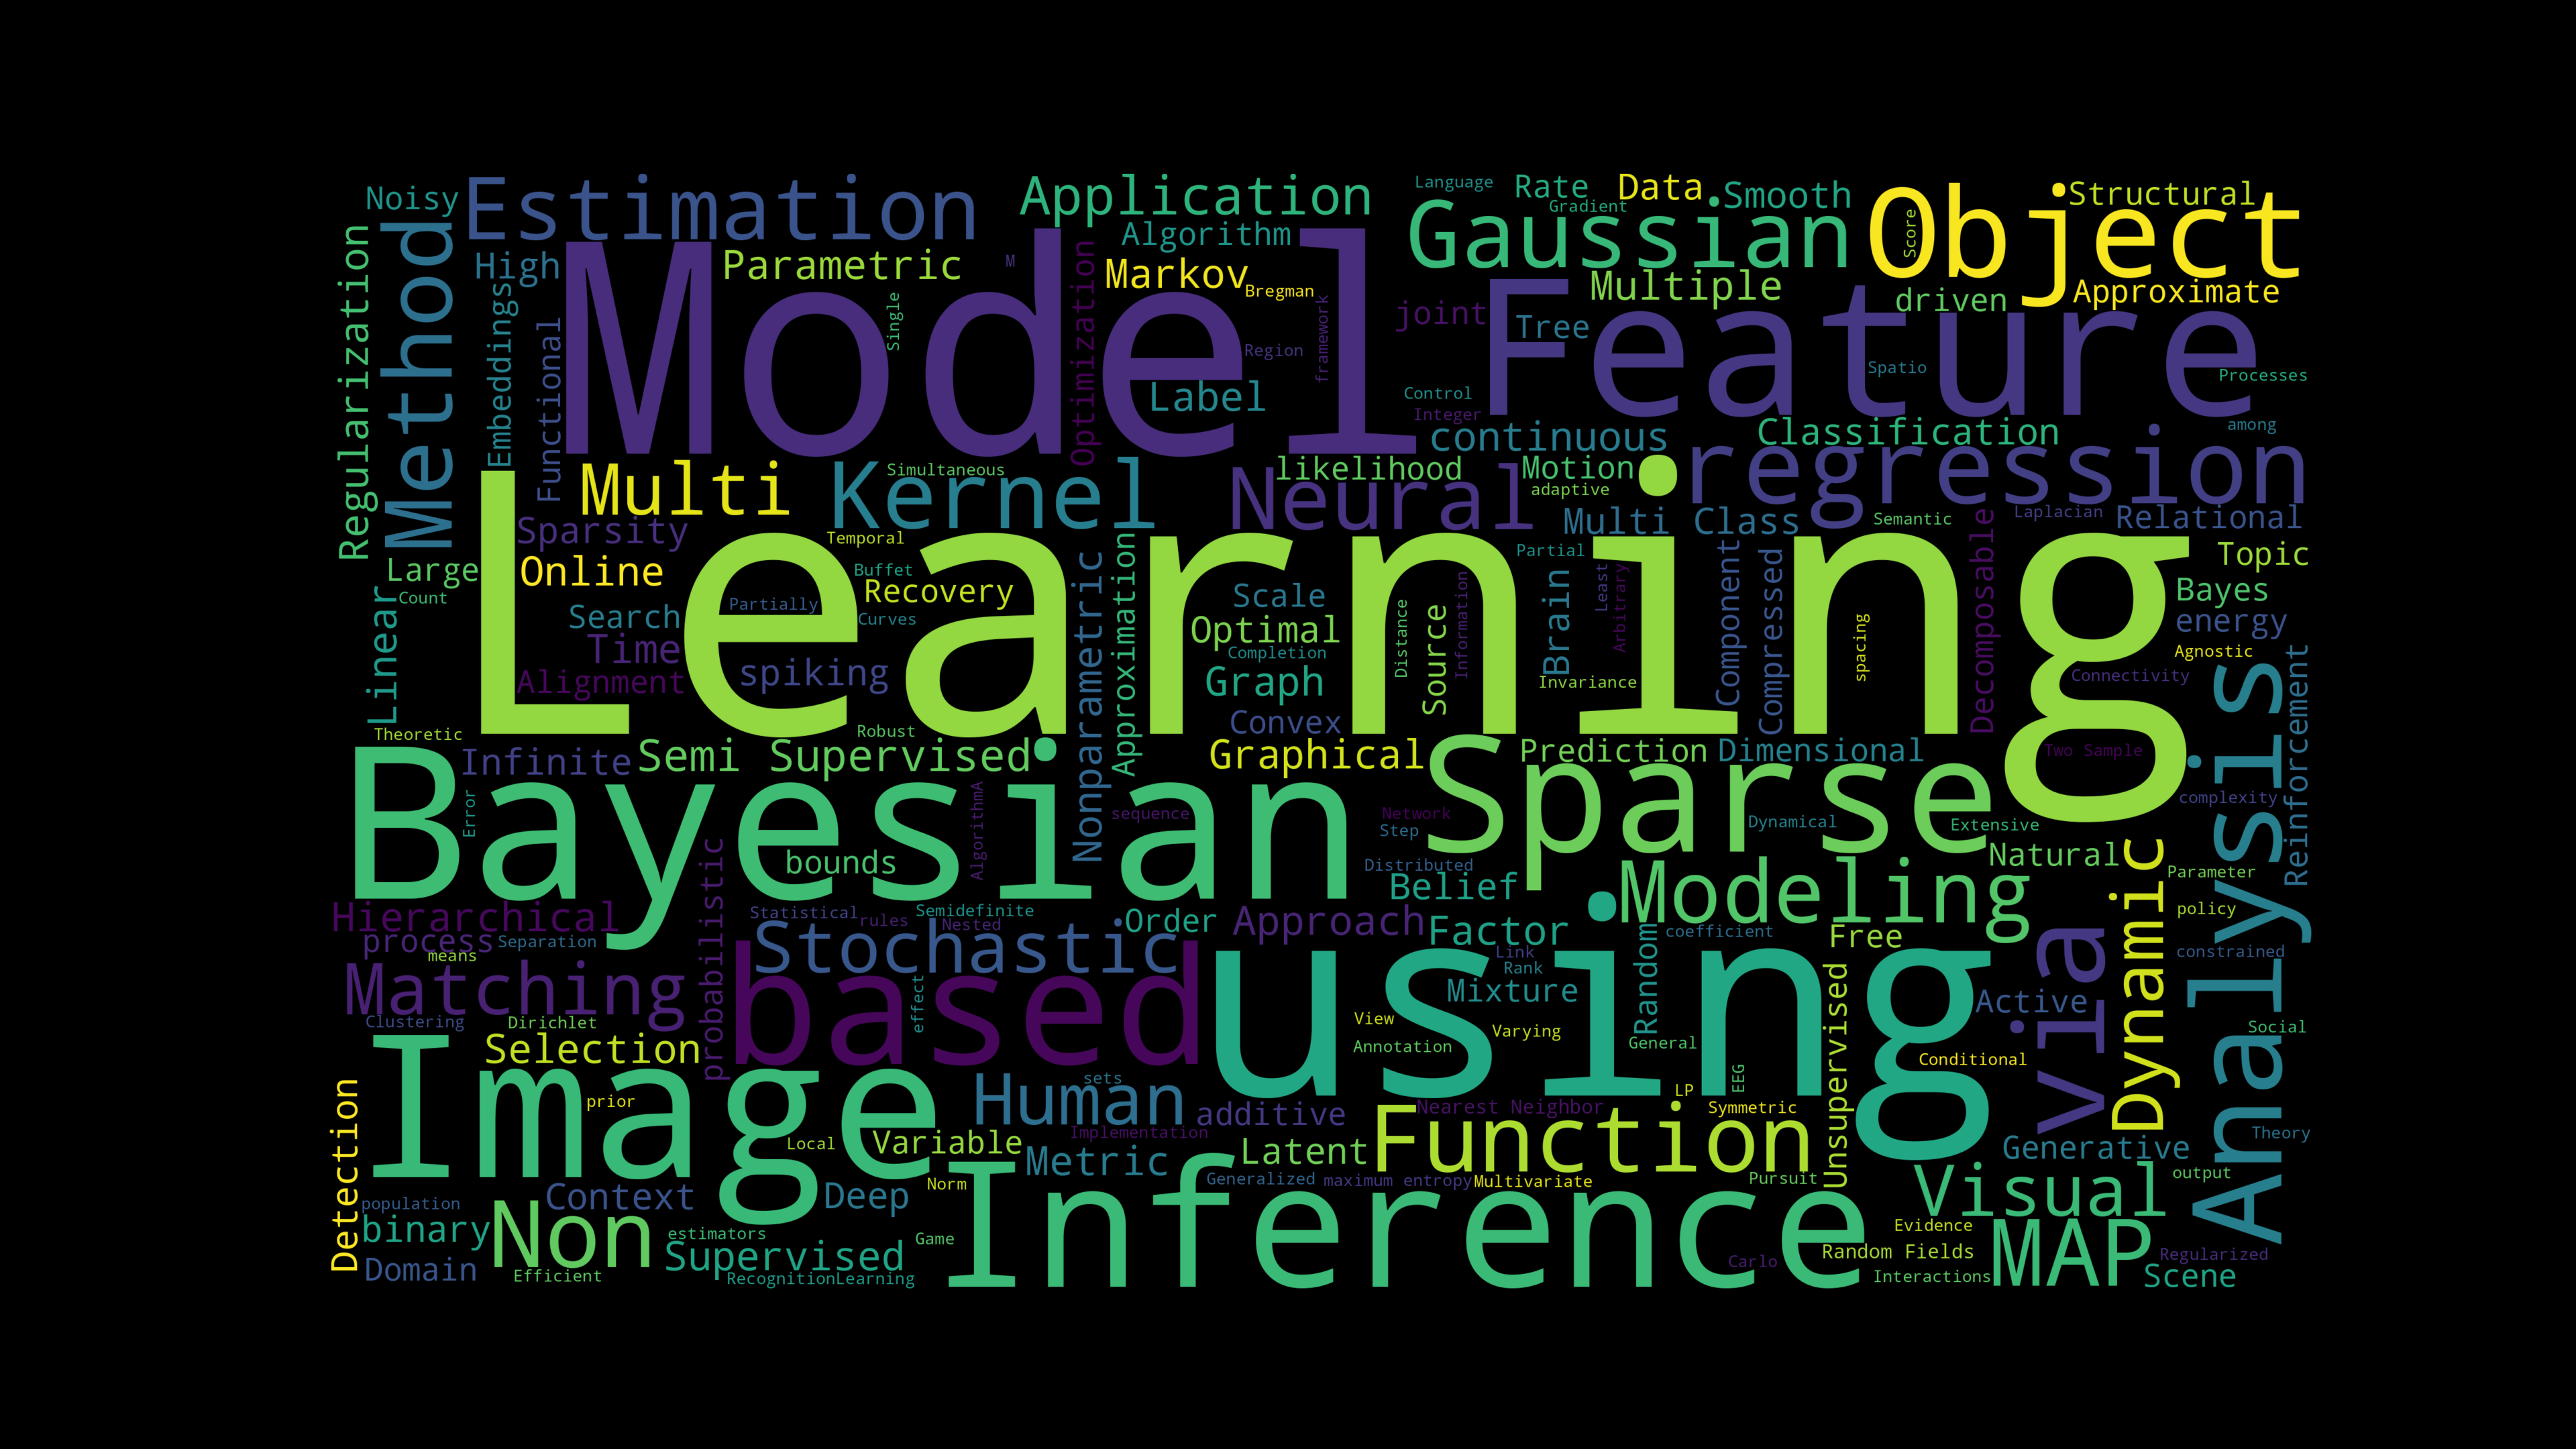 Noisy
Estimation
Application
Language
Rate
Data
Smooth
Structural
Gradient
Gaussian
Object
Score
Method
Regularization
High
Parametric
M
Algorithm
Markov
Bregman
Multiple
driven
Approximate
Embeddings
Functional
Model
Single
Optimization
Region
framework
Label
joint
Tree
Feature
Spatio
Processes
Control
Integer
continuous
Classification
among
Multi
Kernel
Simultaneous
Neural
likelihood
Motion
adaptive
regression
Sparsity
Multi Class
Semantic
Laplacian
Relational
Temporal
Partial
Topic
Large
Online
Buffet
Recovery
Learning
Count
Linear
Search
Partially
Curves
Nonparametric
Approximation
Scale
Optimal
Completion
Distance
Source
Information
Brain
Least
Arbitrary
Component
Compressed
spacing
Decomposable
Bayes
energy
Agnostic
Time
Alignment
spiking
Graph
Invariance
Connectivity
Reinforcement
Convex
Robust
Theoretic
Infinite
Semi Supervised
Graphical
Prediction
Dimensional
Two Sample
Bayesian
Error
AlgorithmA
sequence
Network
Step
Sparse
Dynamical
Extensive
complexity
Analysis
bounds
Distributed
Belief
Natural
Parameter
Modeling
Dynamic
policy
Hierarchical
process
Separation
means
probabilistic
Statistical
rules
Semidefinite
Nested
Order
Approach
Factor
coefficient
Free
constrained
via
Stochastic
Matching
based
effect
using
Link
Rank
Mixture
Random
Unsupervised
Active
Clustering
Dirichlet
View
Varying
Annotation
General
Social
Selection
Conditional
Image
prior
Human
sets
additive
Nearest Neighbor
LP
EEG
Symmetric
Detection
Local
Variable
Implementation
Metric
Latent
Function
Generative
Theory
Context
Deep
Norm
Generalized
maximum entropy
Multivariate
Pursuit
Visual
output
population
binary
Non
estimators
Game
Inference
Evidence
MAP
Supervised
Carlo
Random Fields
Regularized
Domain
Efficient
RecognitionLearning
Interactions
Scene